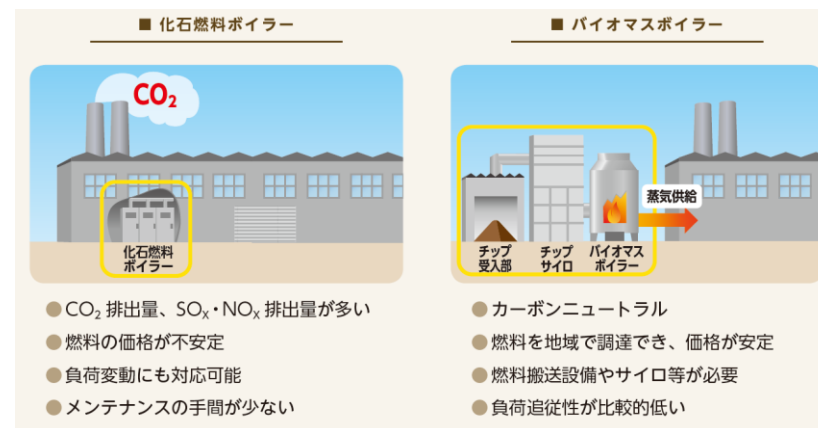 ■ 化石燃料ボイラー
CO₂
化石燃料
ボイラー
●CO₂ 排出量、SOₓ・NOₓ 排出量が多い
●燃料の価格が不安定
●負荷変動にも対応可能
●メンテナンスの手間が少ない
■ バイオマスボイラー
蒸気供給
チップ
受入部
チップ
サイロ
バイオマス
ボイラー
●カーボンニュートラル
●燃料を地域で調達でき、価格が安定
●燃料搬送設備やサイロ等が必要
●負荷追従性が比較的低い